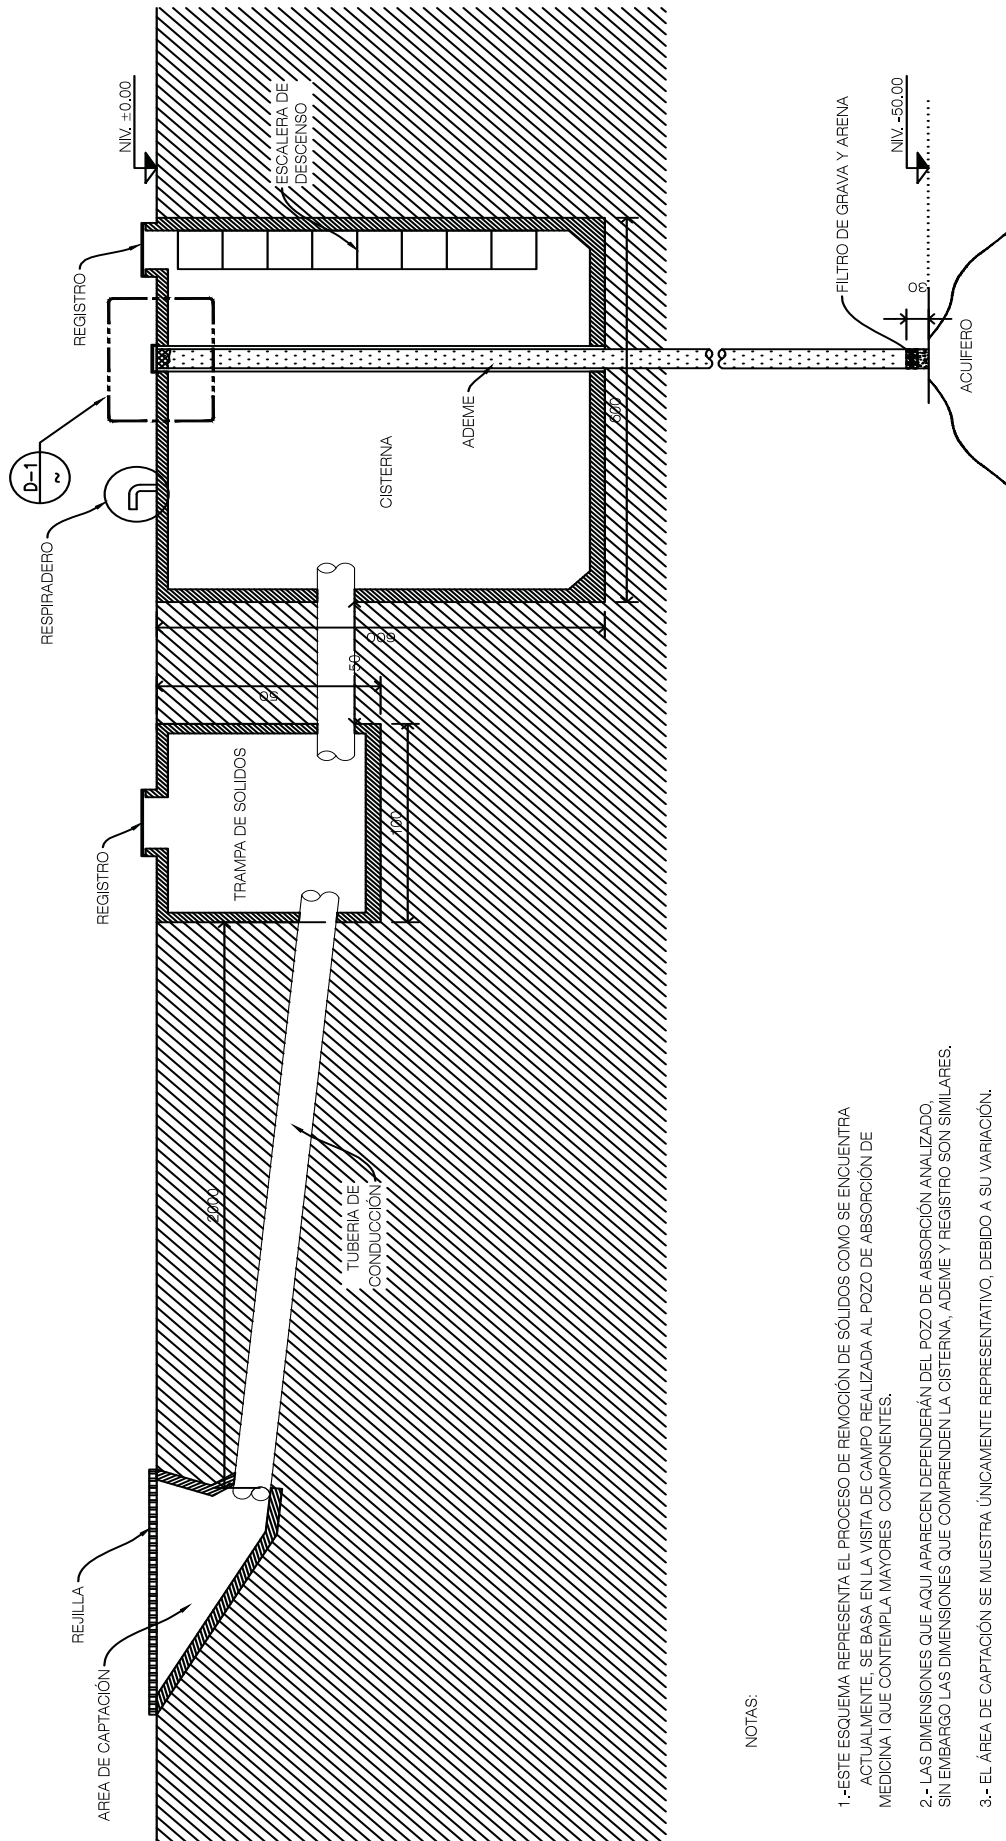 REJILLA
AREA DE CAPTACIÓN
2000
TUBERIA DE
CONDUCCIÓN
REGISTRO
TRAMPA DE SOLIDOS
100
50
50
600
RESPIRADERO
D-1
~
REGISTRO
NIV. ±0.00
ESCALERA DE
DESCENSO
CISTERNA
ADEME
600
FILTRO DE GRAVA Y ARENA
30
NIV. -50.00
ACUIFERO
NOTAS:
1.-ESTE ESQUEMA REPRESENTA EL PROCESO DE REMOCIÓN DE SÓLIDOS COMO SE ENCUENTRA
ACTUALMENTE, SE BASA EN LA VISITA DE CAMPO REALIZADA AL POZO DE ABSORCIÓN DE
MEDICINA I QUE CONTEMPLA MAYORES COMPONENTES.
2.- LAS DIMENSIONES QUE AQUI APARECEN DEPENDERÁN DEL POZO DE ABSORCIÓN ANALIZADO,
SIN EMBARGO LAS DIMENSIONES QUE COMPRENDEN LA CISTERNA, ADEME Y REGISTRO SON SIMILARES.
3.- EL ÁREA DE CAPTACIÓN SE MUESTRA ÚNICAMENTE REPRESENTATIVO, DEBIDO A SU VARIACIÓN.